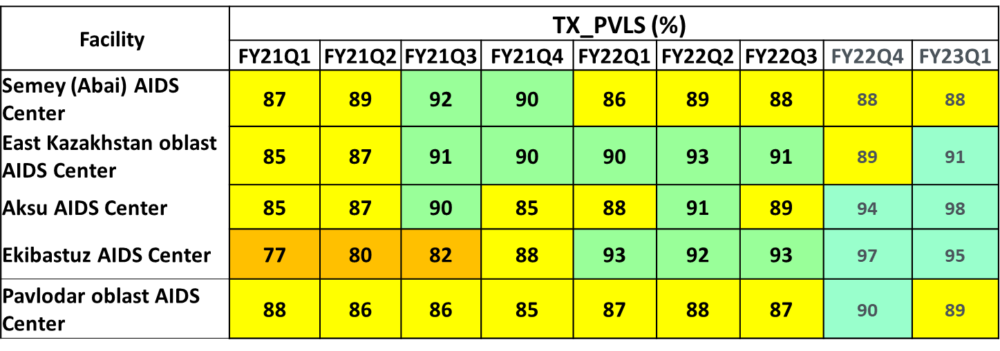 Facility
TX_PVLS (%)
FY21Q1 FY21Q2 FY21Q3 FY21Q4 FY22Q1 FY22Q2 FY22Q3 FY22Q4 FY23Q1
Semey (Abai) AIDS
Center
87 89 92 90 86 89 88 88 88
East Kazakhstan oblast
AIDS Center
85 87 91 90 90 93 91 89 91
Aksu AIDS Center 85 87 90 85 88 91 89 94 98
Ekibastuz AIDS Center 77 80 82 88 93 92 93 97 95
Pavlodar oblast AIDS
Center
88 86 86 85 87 88 87 90 89